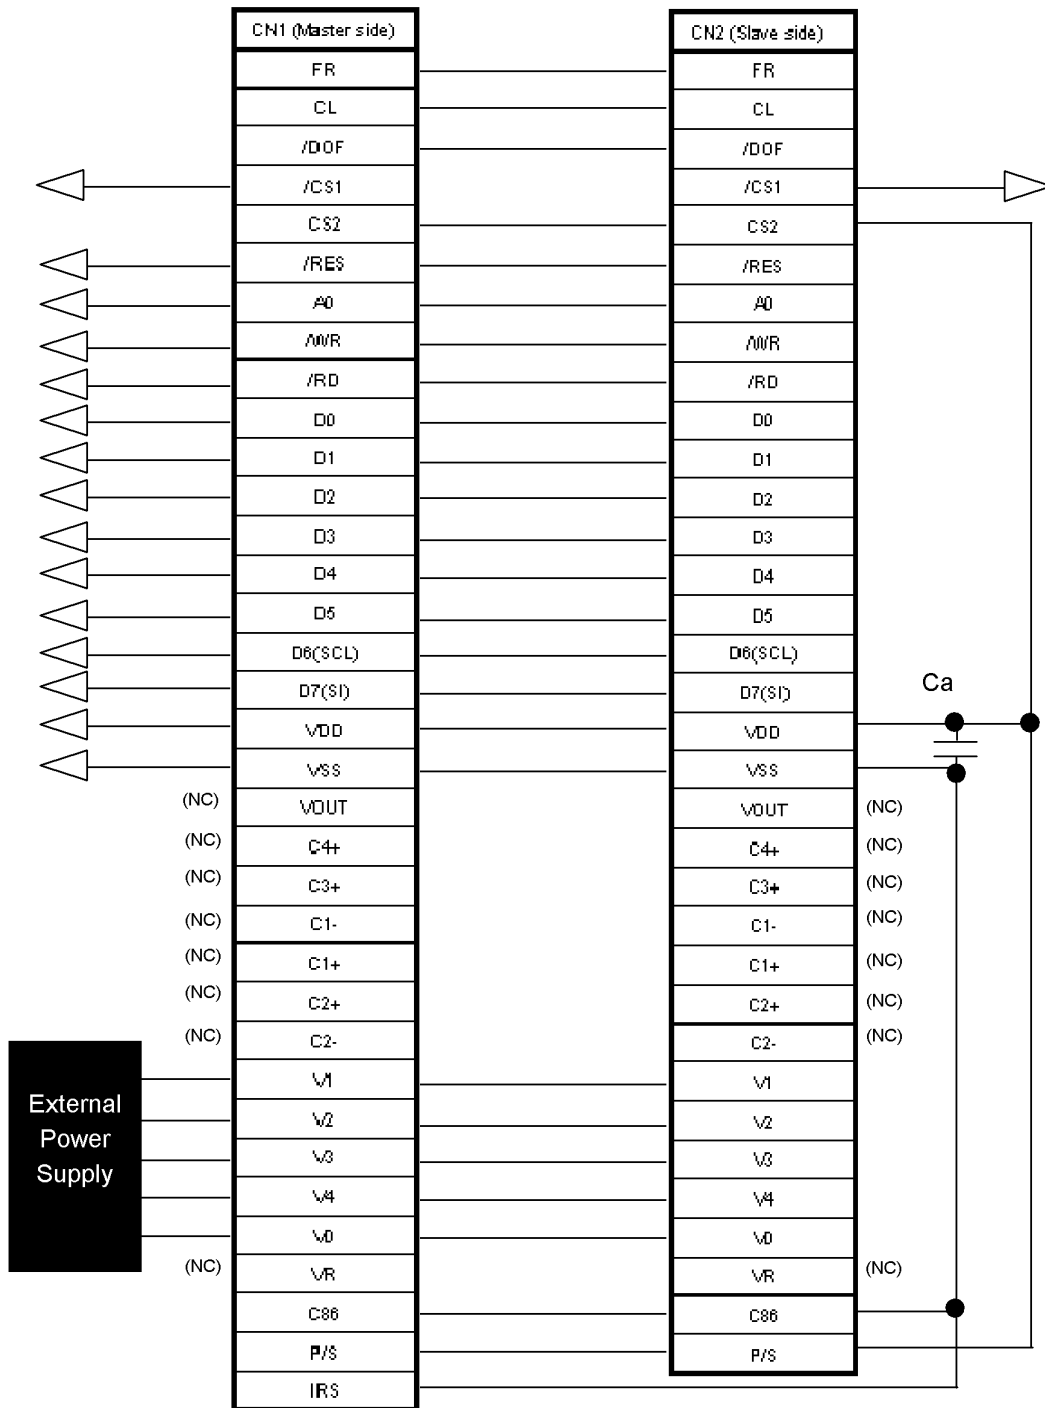 CN1 (Master side) CN2 (Slave side)
FR FR
CL CL
/DOF /DOF
/CS1 /CS1
CS2 CS2
/RES /RES
A0 A0
/WR /WR
/RD /RD
D0 D0
D1 D1
D2 D2
D3 D3
D4 D4
D5 D5
D6(SCL) D6(SCL)
D7(SI) D7(SI) Ca
VDD VDD
VSS VSS
(NC) VOUT VOUT (NC)
(NC) C4+ C4+ (NC)
(NC) C3+ C3+ (NC)
(NC) C1- C1- (NC)
(NC) C1+ C1+ (NC)
(NC) C2+ C2+ (NC)
(NC) C2- C2- (NC)
V1 V1
External V2 V2
Power V3 V3
Supply V4 V4
V0 V0
(NC) VR VR (NC)
C86 C86
P/S P/S
IRS